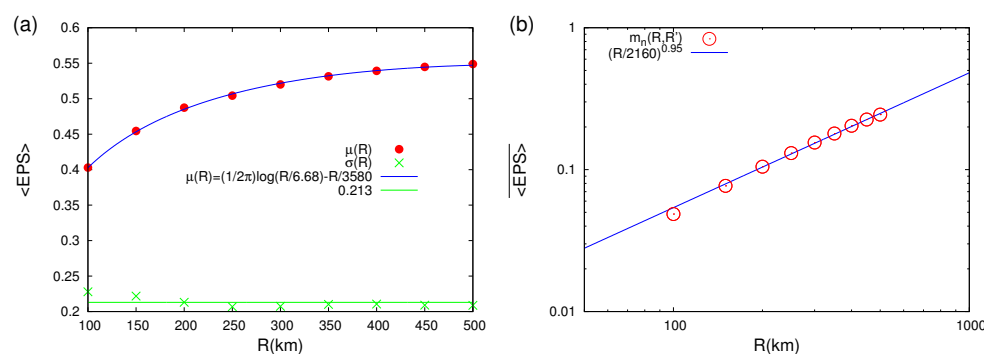 (a)
<EPS>
0.6
0.55
0.5
0.45
0.4
0.35
0.3
0.25
0.2
μ(R)
σ(R)
μ(R)=(1/2π)log(R/6.68)-R/3580
0.213
100 150 200 250 300 350 400 450 500
R(km)
(b)
<EPS>
1
0.1
0.01
mn(R,R')
(R/2160)^0.95
100 1000
R(km)